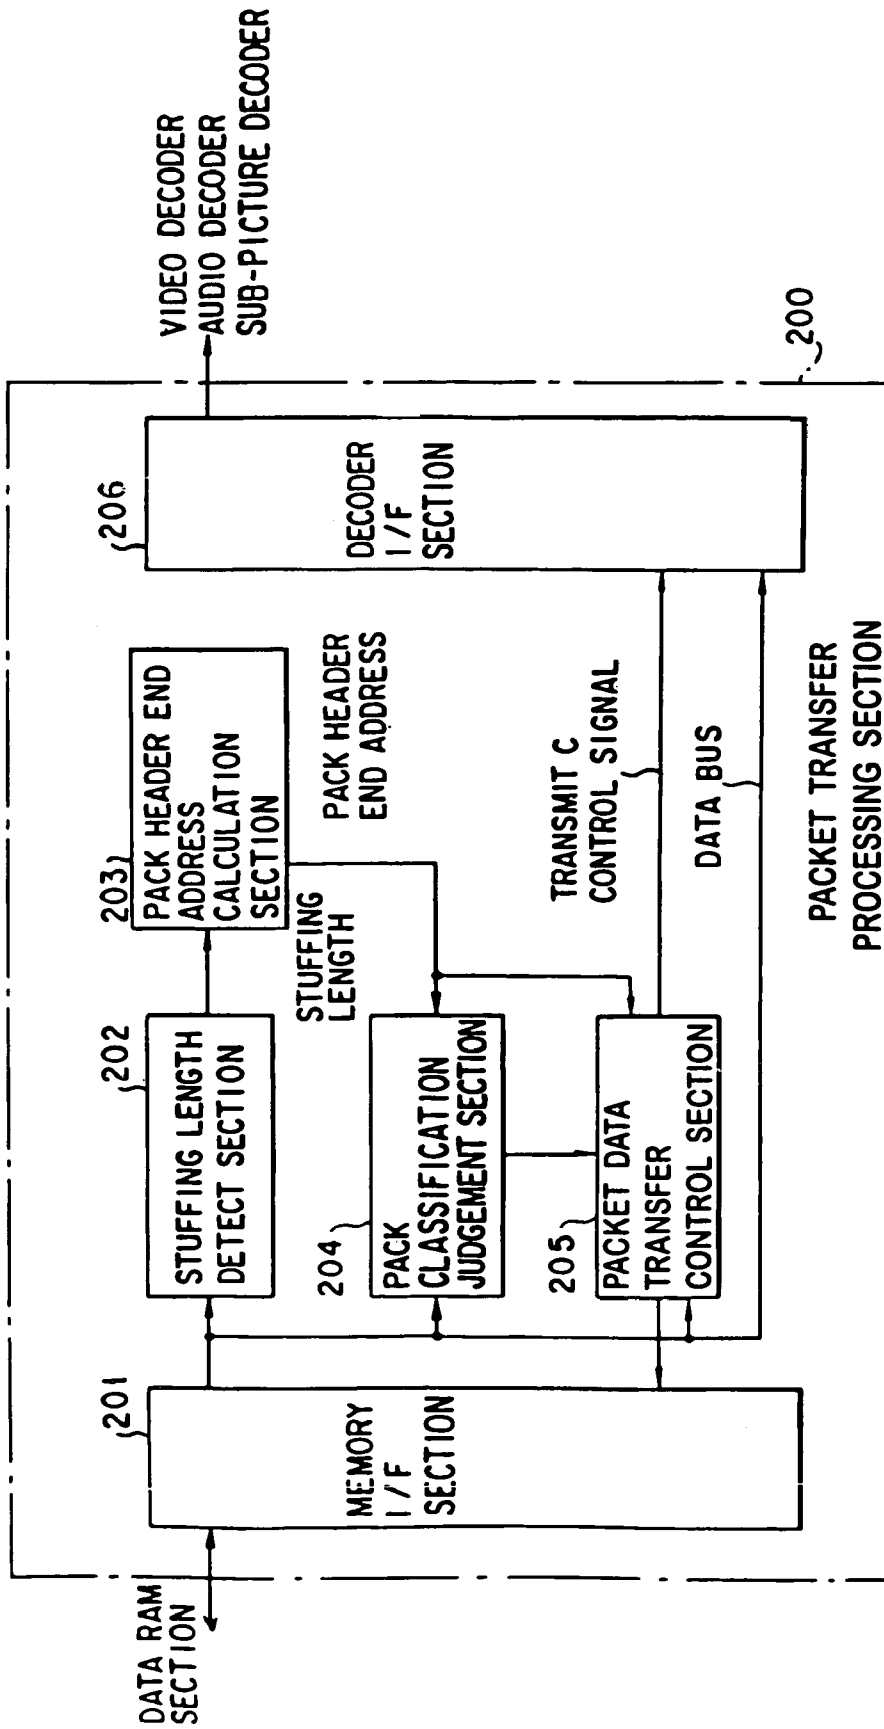 DATA RAM
SECTION
201
MEMORY
I/F
SECTION
202
STUFFING LENGTH
DETECT SECTION
203
PACK HEADER END
ADDRESS
CALCULATION
SECTION
STUFFING
LENGTH
PACK HEADER
END ADDRESS
204
PACK
CLASSIFICATION
JUDGEMENT SECTION
205
PACKET DATA
TRANSFER
CONTROL SECTION
TRANSMIT C
CONTROL SIGNAL
DATA BUS
206
DECODER
I/F
SECTION
VIDEO DECODER
AUDIO DECODER
SUB-PICTURE DECODER
200
PACKET TRANSFER
PROCESSING SECTION